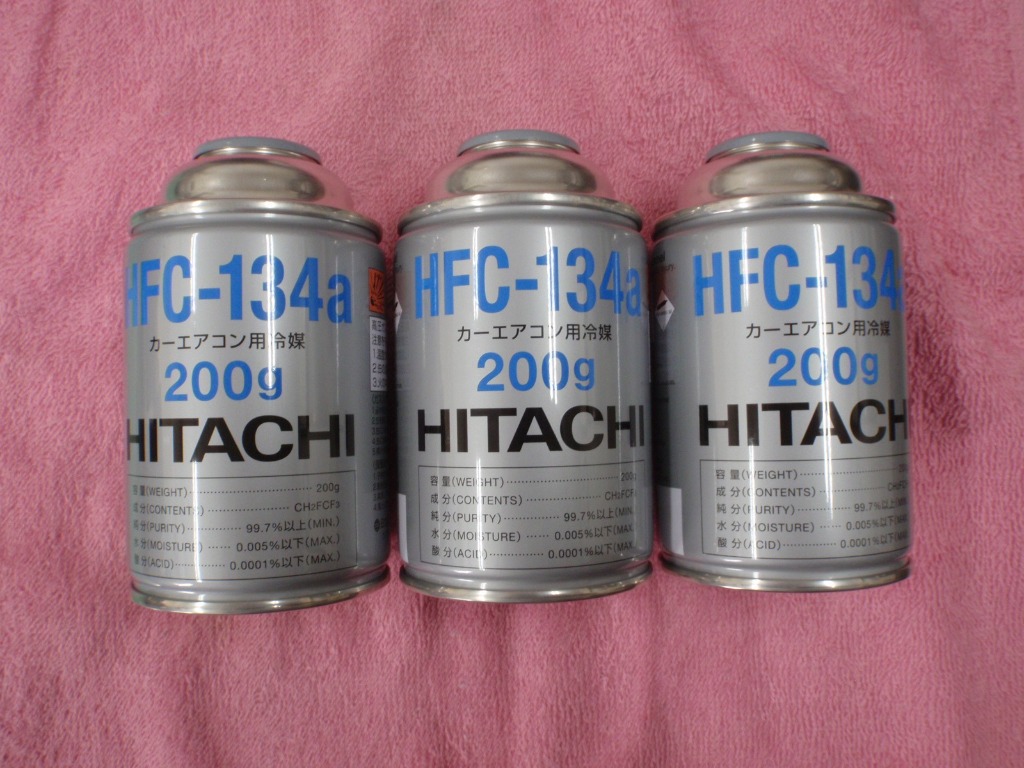 HFC-134a
カーエアコン用冷媒
200g
HITACHI
容量(WEIGHT) 200g
成分(CONTENTS) CH2FCF3
純分(PURITY) 99.7%以上(MIN.)
水分(MOISTURE) 0.005%以下(MAX.)
酸分(ACID) 0.0001%以下(MAX.)
HFC-134a
カーエアコン用冷媒
200g
HITACHI
容量(WEIGHT) 200g
成分(CONTENTS) CH2FCF
純分(PURITY) 99.7%以上(MIN.)
水分(MOISTURE) 0.005%以下(MAX.)
酸分(ACID) 0.0001%以下(MAX.)
HFC-134
カーエアコン用冷媒
200g
HITACHI
容量(WEIGHT)
成分(CONTENTS)
純分(PURITY) 99.7%以上(MIN
水分(MOISTURE) 0.005%以下(MA
酸分(ACID) 0.0001%以下(MA